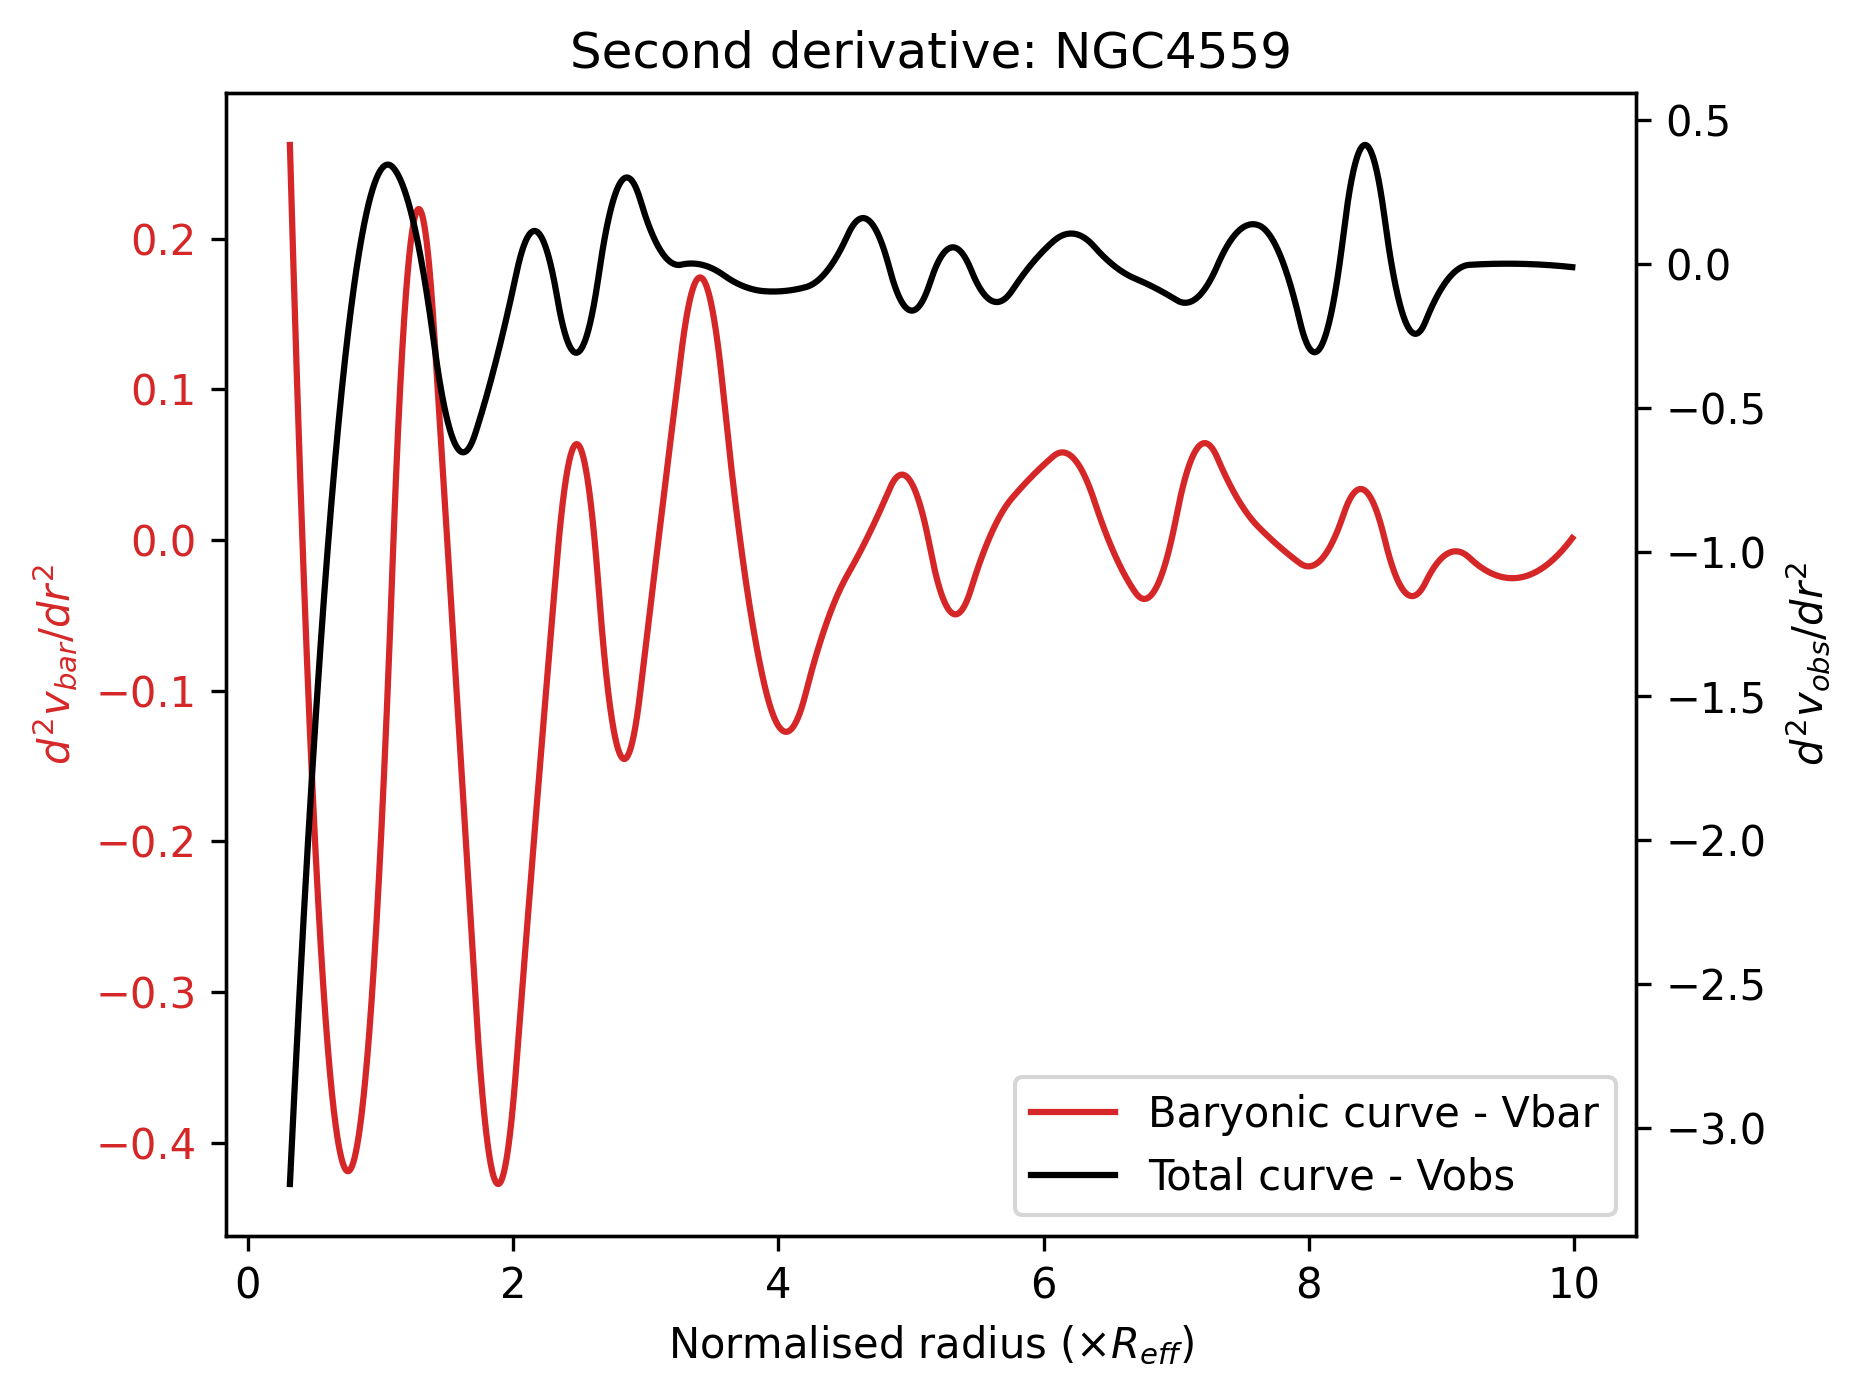 Second derivative: NGC4559
0.2
0.1
0.0
−0.1
−0.2
−0.3
−0.4
d²v_bar/dr²
0.5
0.0
−0.5
−1.0
−1.5
−2.0
−2.5
−3.0
d²v_obs/dr²
Baryonic curve - Vbar
Total curve - Vobs
0 2 4 6 8 10
Normalised radius (×R_eff)